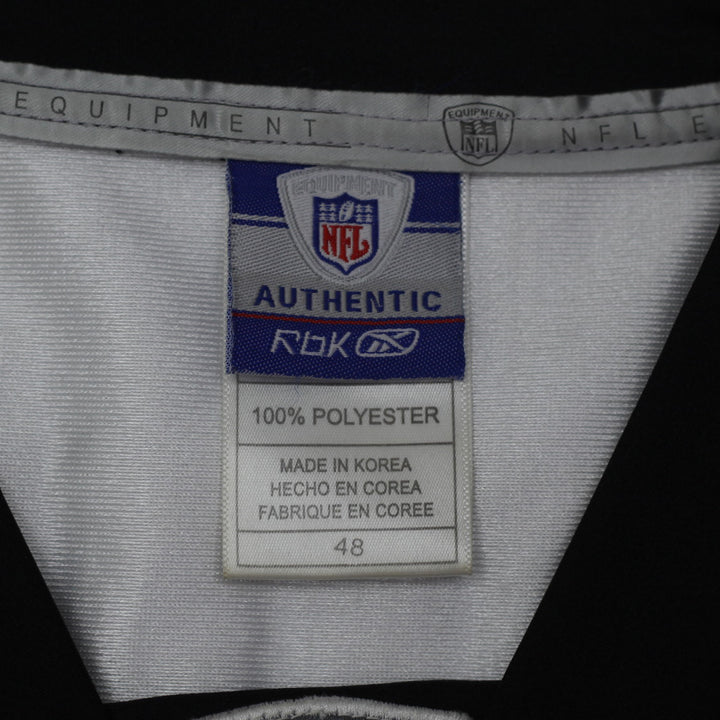 EQUIPMENT
EQUIPMENT
NFL
NFL E
EQUIPMENT
NFL
AUTHENTIC
RbK
100% POLYESTER
MADE IN KOREA
HECHO EN COREA
FABRIQUE EN COREE
48